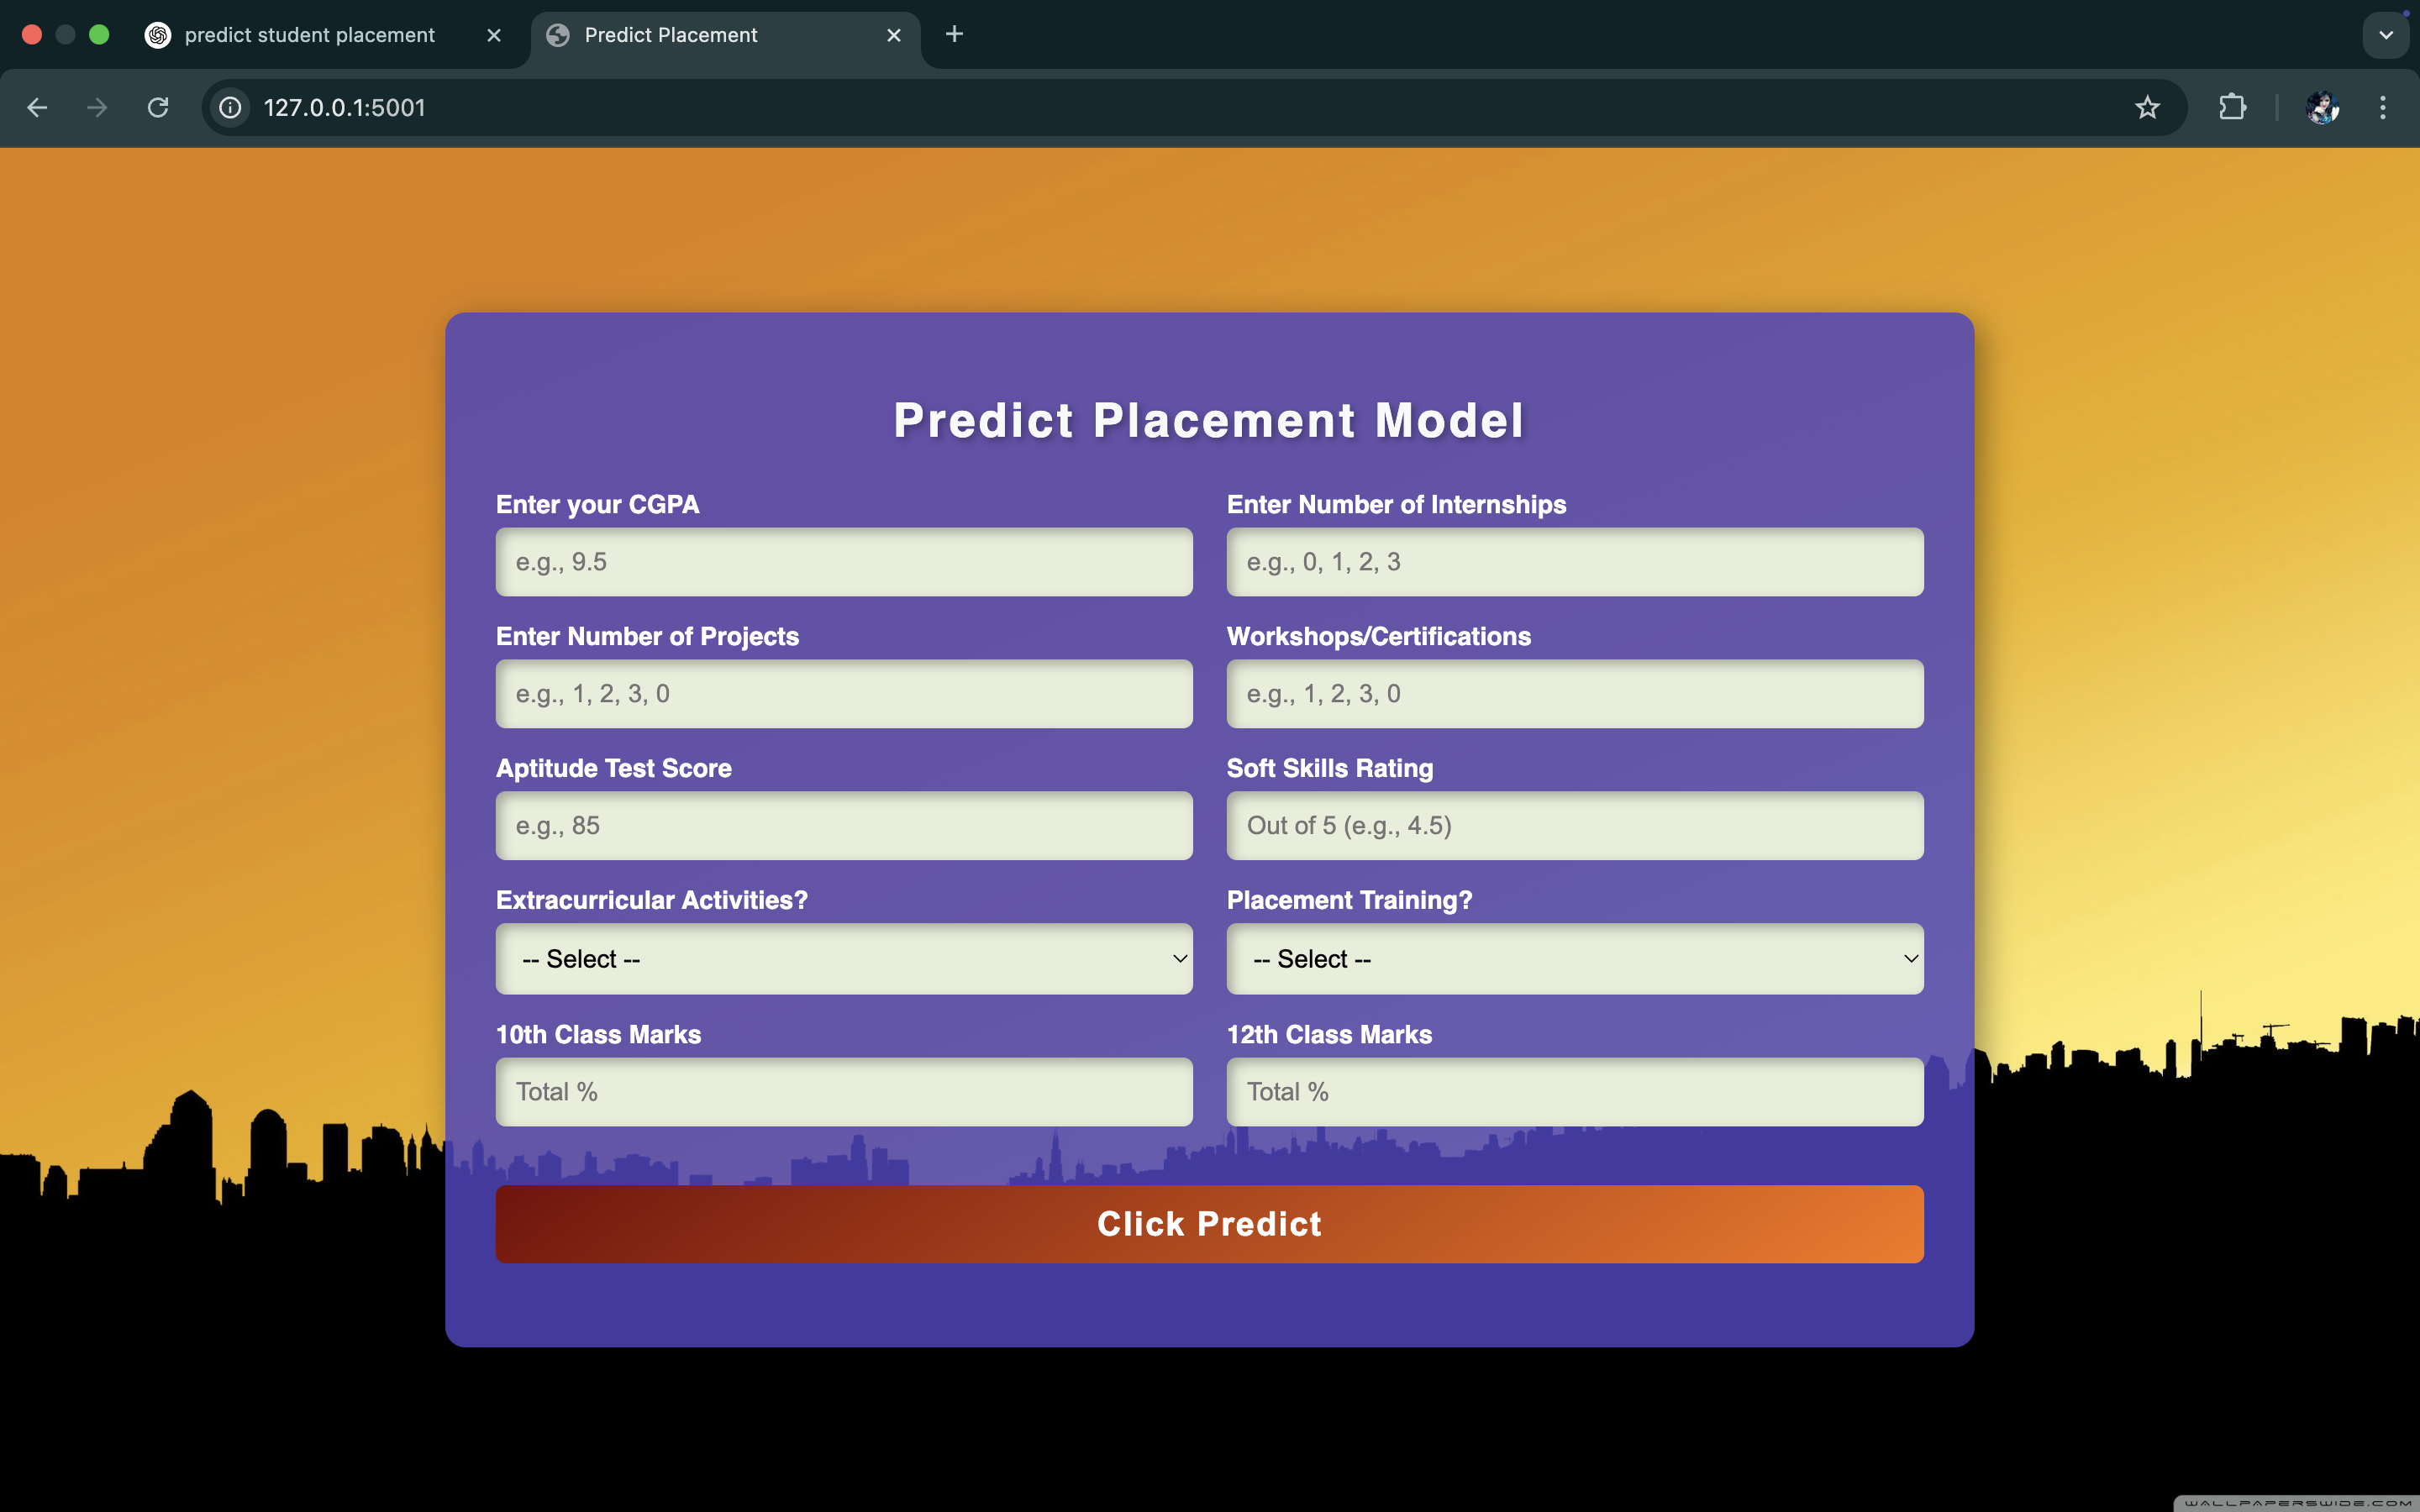 predict student placement
Predict Placement
127.0.0.1:5001
Predict Placement Model
Enter your CGPA
Enter Number of Internships
e.g., 9.5
e.g., 0, 1, 2, 3
Enter Number of Projects
Workshops/Certifications
e.g., 1, 2, 3, 0
e.g., 1, 2, 3, 0
Aptitude Test Score
Soft Skills Rating
e.g., 85
Out of 5 (e.g., 4.5)
Extracurricular Activities?
Placement Training?
-- Select --
-- Select --
10th Class Marks
12th Class Marks
Total %
Total %
Click Predict
WALLPAPERSWIDE.COM